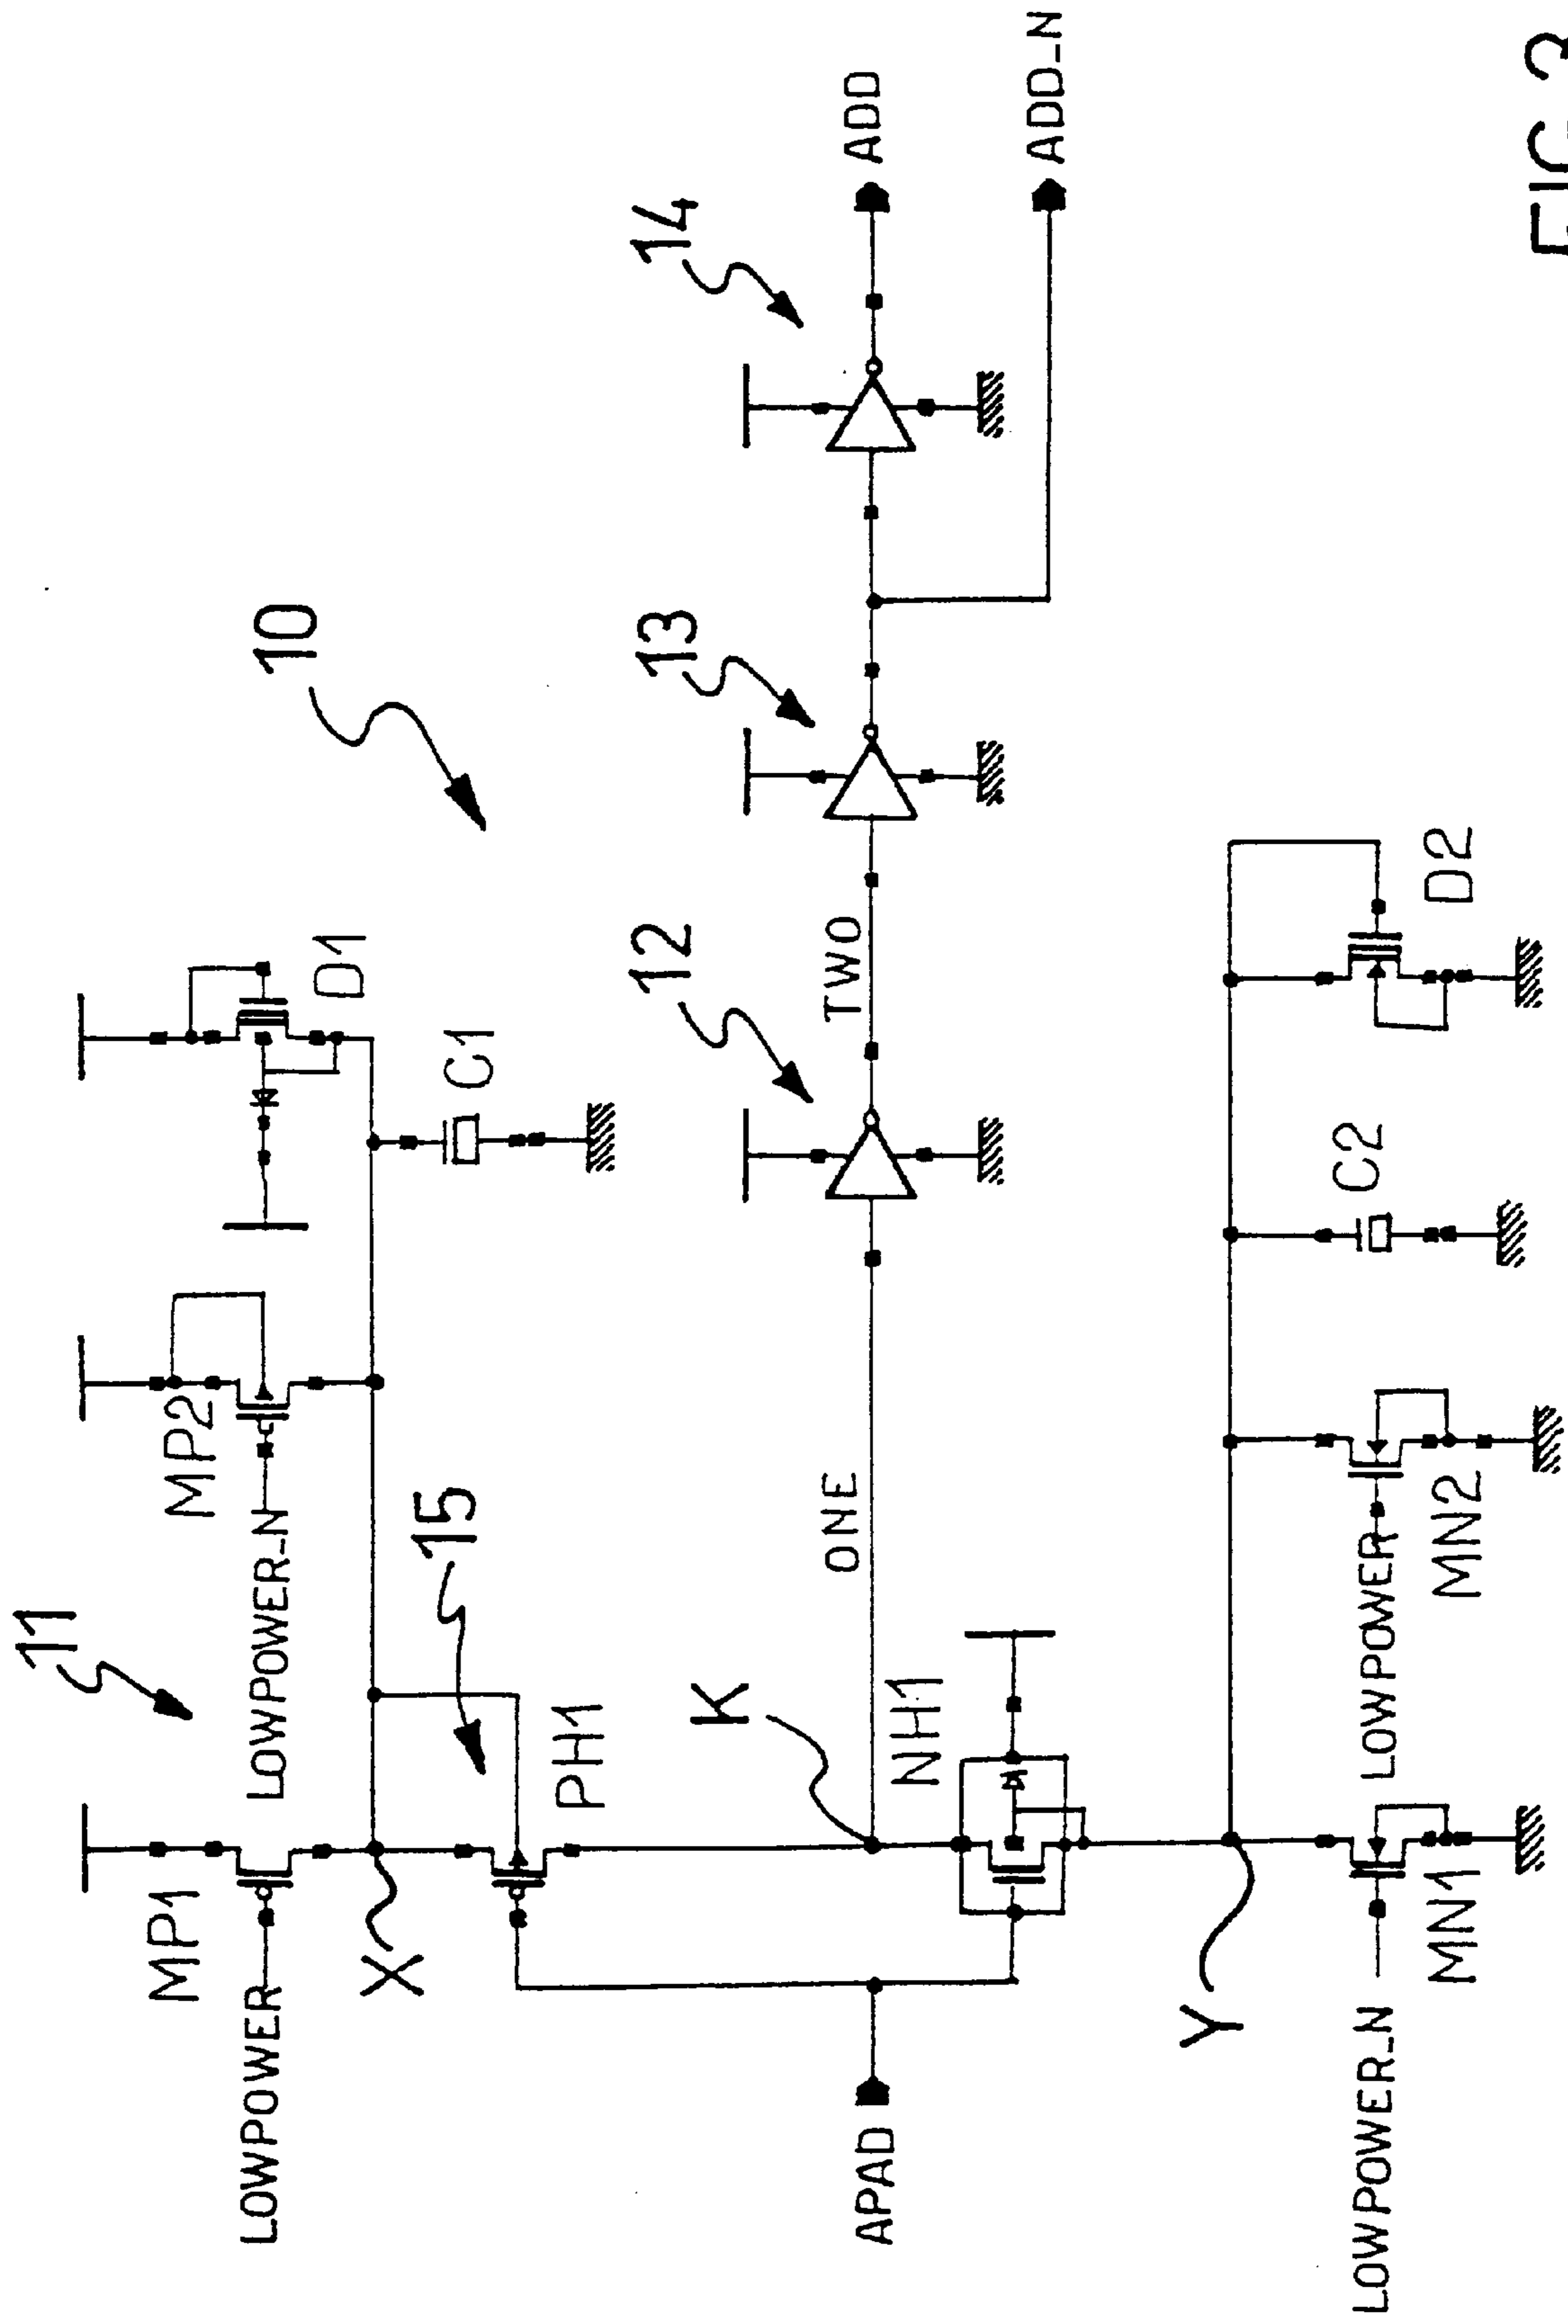 11
MP1
MP2
D1
LOWPOWER
LOWPOWER_N
10
X
15
C1
PH1
12
13
14
APAD
K
ONE
TWO
ADD
NH1
ADD_N
Y
C2
LOWPOWER_N
LOWPOWER
D2
MN1
MN2